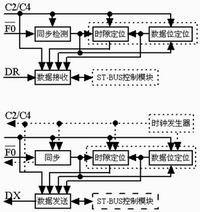 C2/C4
F0
同步检测
时隙定位
数据位定位
DR
数据接收
ST-BUS控制模块
C2/C4
时钟发生器
F0
同步
时隙定位
数据位定位
DX
数据发送
ST-BUS控制模块